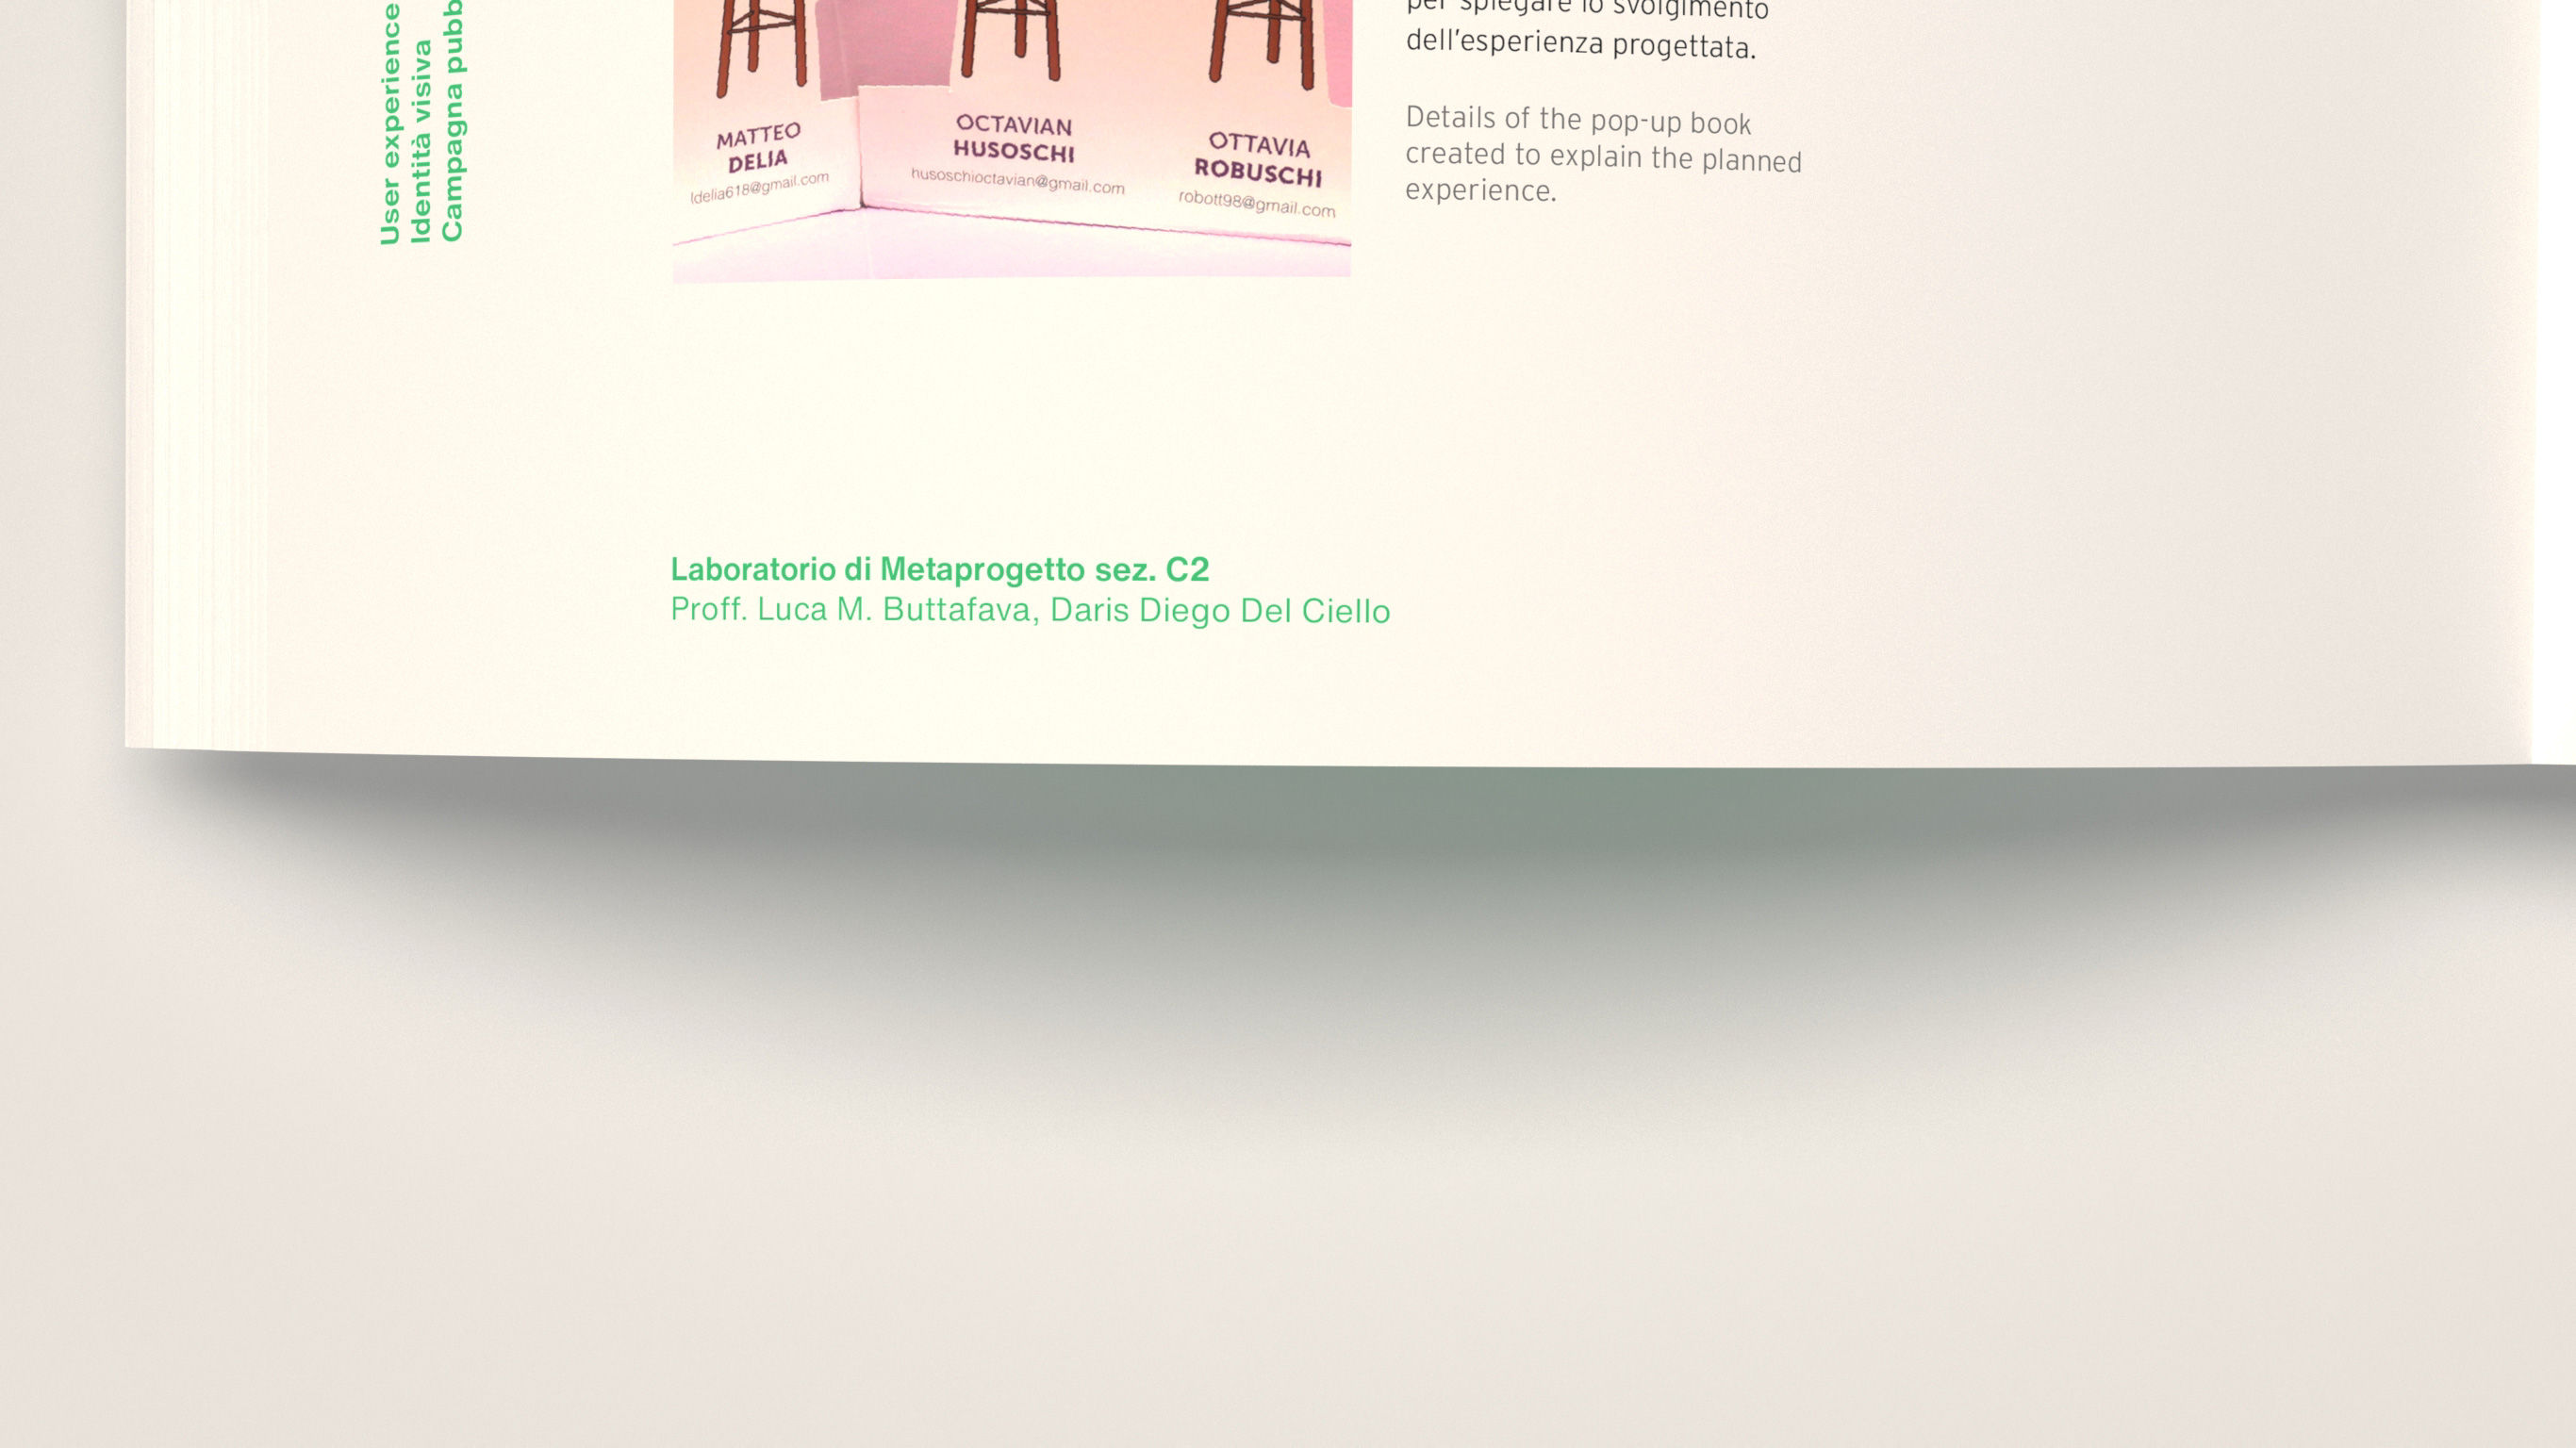 User experience
Identità visiva
Campagna pubb
MATTEO
DELIA
ldelia618@gmail.com
OCTAVIAN
HUSOSCHI
husoschioctavian@gmail.com
OTTAVIA
ROBUSCHI
robott98@gmail.com
per spiegare lo svolgimento
dell'esperienza progettata.
Details of the pop-up book
created to explain the planned
experience.
Laboratorio di Metaprogetto sez. C2
Proff. Luca M. Buttafava, Daris Diego Del Ciello